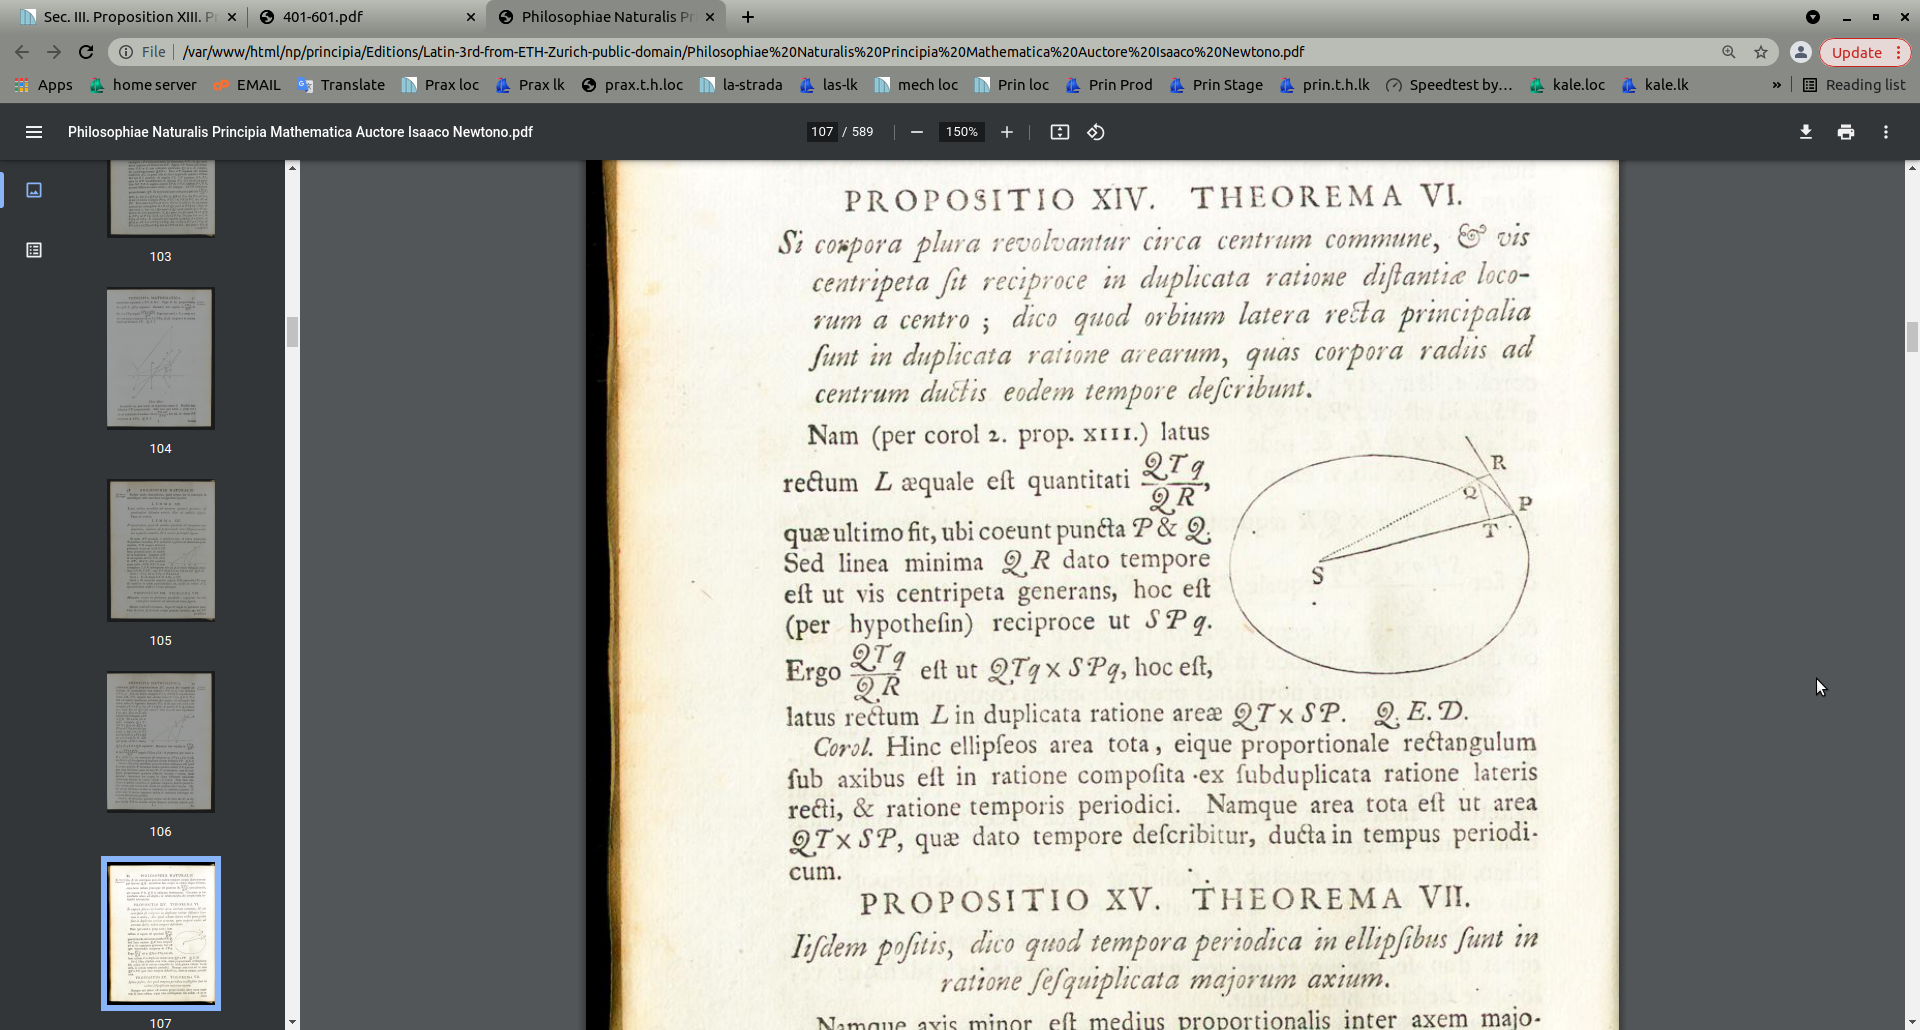 Sec. III. Proposition XIII. P
401-601.pdf
Philosophiae Naturalis Pr
File
/var/www/html/np/principia/Editions/Latin-3rd-from-ETH-Zurich-public-domain/Philosophiae%20Naturalis%20Principia%20Mathematica%20Auctore%20Isaaco%20Newtono.pdf
Update
Apps
home server
EMAIL
Translate
Prax loc
Prax lk
prax.t.h.loc
la-strada
las-lk
mech loc
Prin loc
Prin Prod
Prin Stage
prin.t.h.lk
Speedtest by…
kale.loc
kale.lk
»
Reading list
Philosophiae Naturalis Principia Mathematica Auctore Isaaco Newtono.pdf
107 / 589
150%
103
104
105
106
107
PROPOSITIO XIV. THEOREMA VI.
Si corpora plura revolvantur circa centrum commune, & vis
centripeta ſit reciproce in duplicata ratione diſtantiæ loco-
rum a centro ; dico quod orbium latera recta principalia
ſunt in duplicata ratione arearum, quas corpora radiis ad
centrum ductis eodem tempore deſcribunt.
Nam (per corol 2. prop. XIII.) latus
rectum L æquale eſt quantitati QTq/QR,
quæ ultimo fit, ubi coeunt puncta P & Q.
Sed linea minima QR dato tempore
eſt ut vis centripeta generans, hoc eſt
(per hypotheſin) reciproce ut SPq.
Ergo QTq/QR eſt ut QTq x SPq, hoc eſt,
latus rectum L in duplicata ratione areæ QT x SP. Q. E. D.
R
Q
P
T
S
Corol. Hinc ellipſeos area tota, eique proportionale rectangulum
ſub axibus eſt in ratione compoſita ex ſubduplicata ratione lateris
recti, & ratione temporis periodici. Namque area tota eſt ut area
QT x SP, quæ dato tempore deſcribitur, ducta in tempus periodi-
cum.
PROPOSITIO XV. THEOREMA VII.
Iiſdem poſitis, dico quod tempora periodica in ellipſibus ſunt in
ratione ſeſquiplicata majorum axium.
Namque axis minor eſt medius proportionalis inter axem majo-